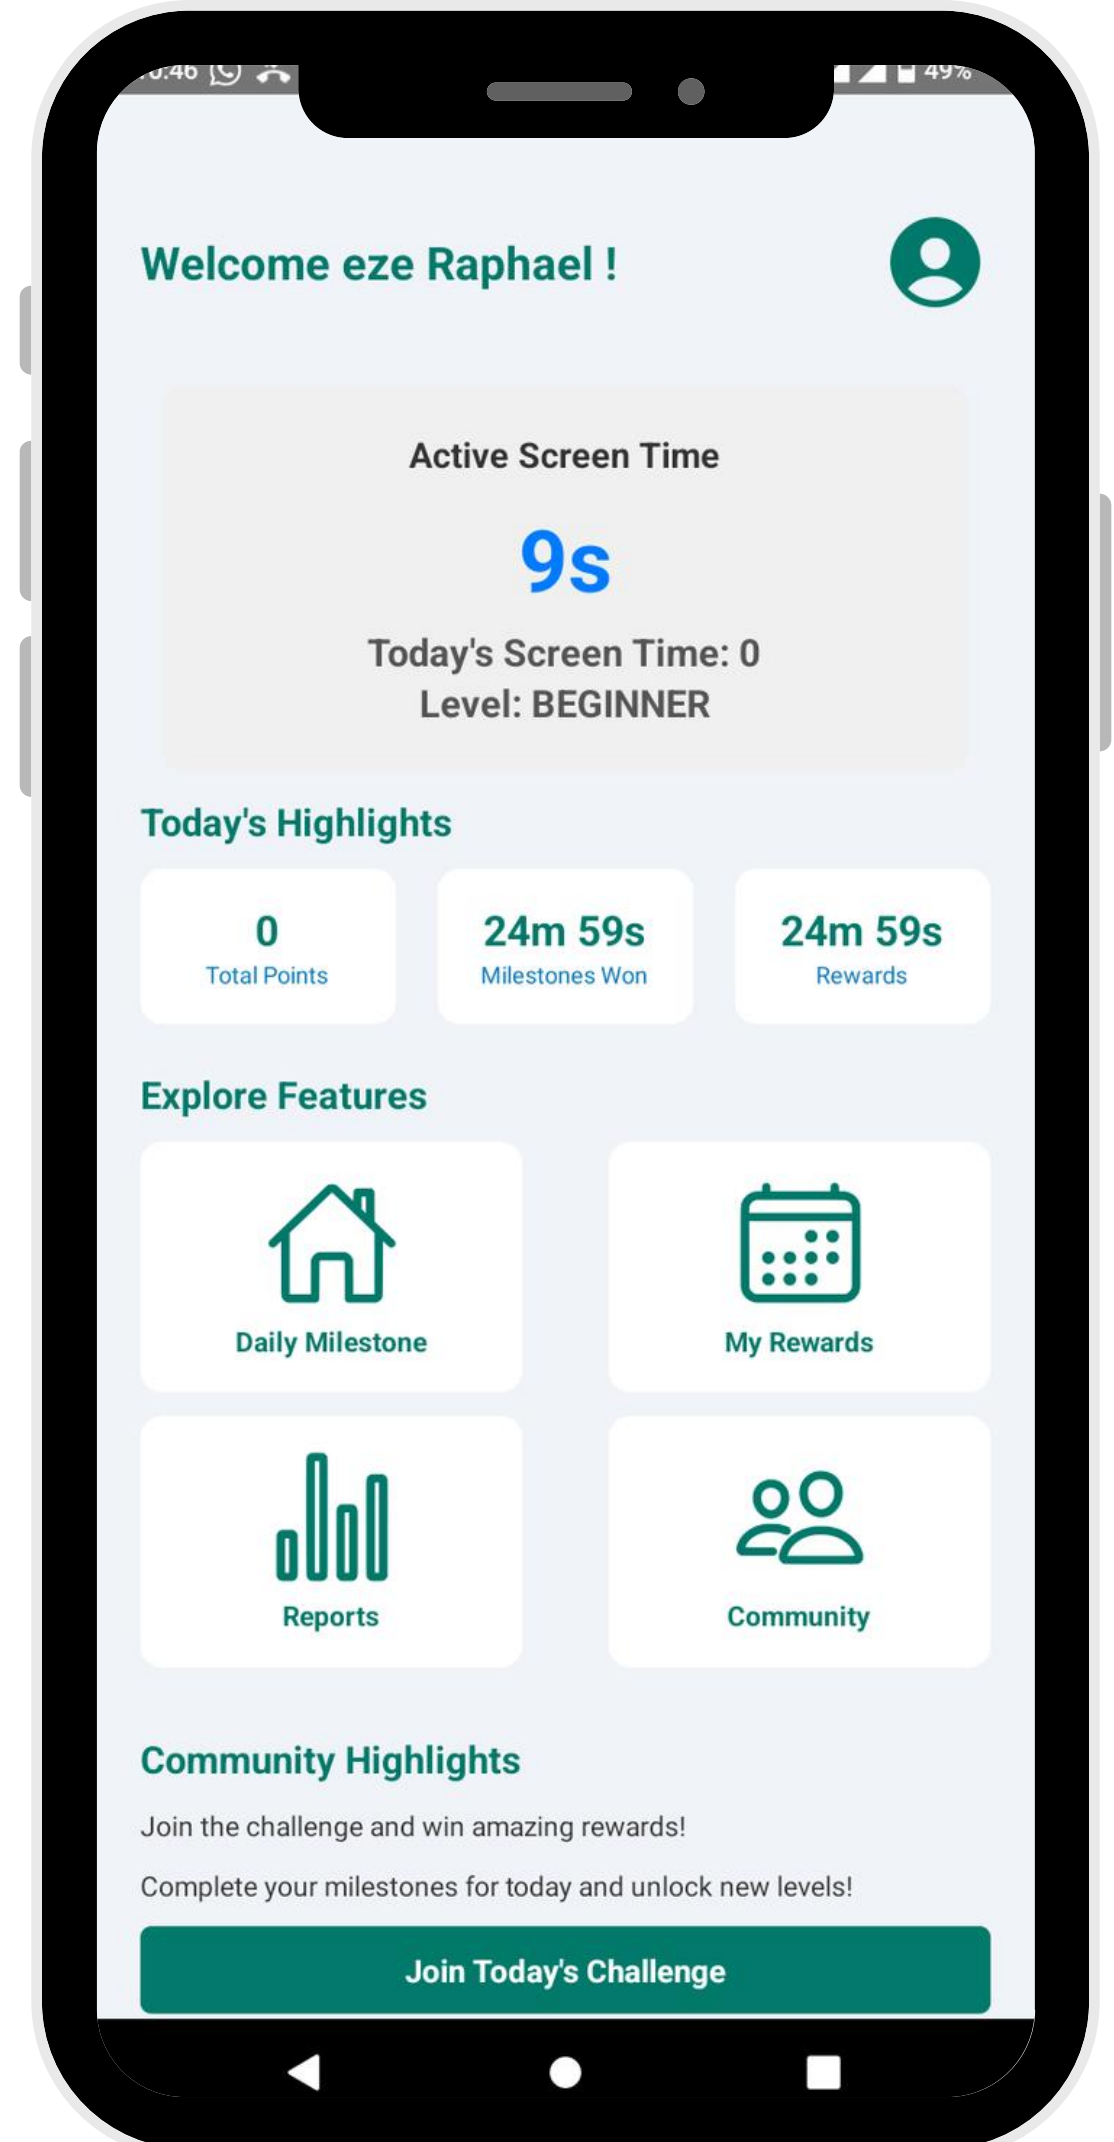 49%
Welcome eze Raphael !
Active Screen Time
9s
Today's Screen Time: 0
Level: BEGINNER
Today's Highlights
0
Total Points
24m 59s
Milestones Won
24m 59s
Rewards
Explore Features
Daily Milestone
My Rewards
Reports
Community
Community Highlights
Join the challenge and win amazing rewards!
Complete your milestones for today and unlock new levels!
Join Today's Challenge